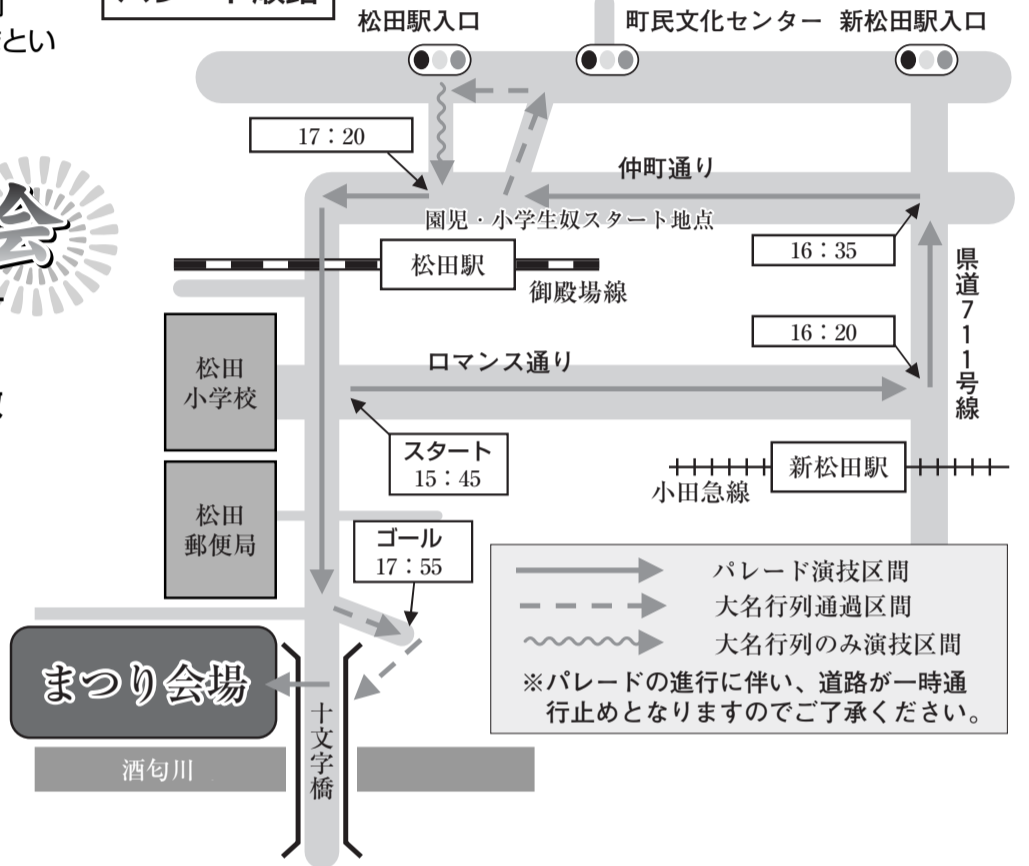 とい
会
松田駅入口
町民文化センター
新松田駅入口
17：20
仲町通り
園児・小学生奴スタート地点
16：35
松田駅
御殿場線
県道711号線
16：20
ロマンス通り
松田
小学校
スタート
15：45
新松田駅
小田急線
松田
郵便局
ゴール
17：55
パレード演技区間
大名行列通過区間
大名行列のみ演技区間
※パレードの進行に伴い、道路が一時通
行止めとなりますのでご了承ください。
まつり会場
十文字橋
酒匂川